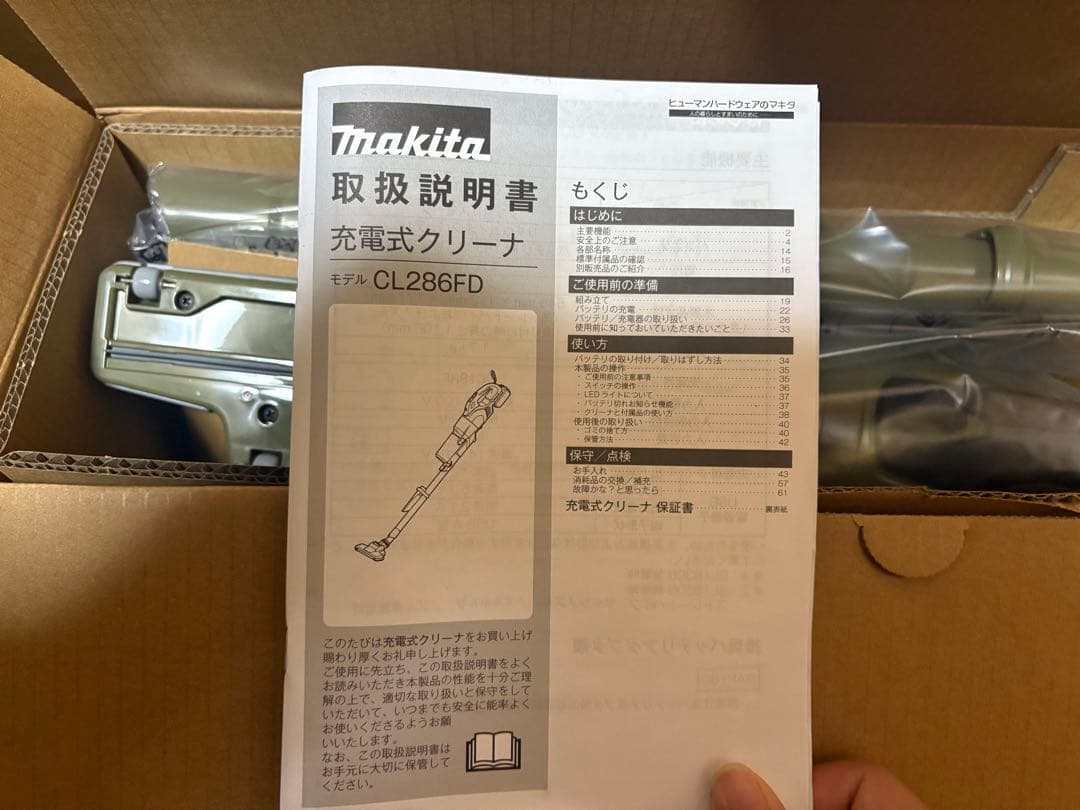 makita
取扱説明書
充電式クリーナ
モデル CL286FD
このたびは充電式クリーナをお買い上げ
賜わり厚くお礼申し上げます。
ご使用に先立ち、この取扱説明書をよく
お読みいただき本製品の性能を十分ご理
解の上で、適切な取り扱いと保守をして
いただいて、いつまでも安全に能率よく
お使いくださるようお願
いいたします。
なお、この取扱説明書は
お手元に大切に保管して
ください。
ヒューマンハードウェアのマキタ
人の暮らしとすまいのために
もくじ
はじめに
主要機能 2
安全上のご注意 4
各部名称 14
標準付属品の確認 15
別販売品のご紹介 16
ご使用前の準備
組み立て 19
バッテリの充電 22
バッテリ/充電器の取り扱い 26
使用前に知っておいていただきたいこと 33
使い方
バッテリの取り付け/取りはずし方法 34
本製品の操作 35
・ご使用前の注意事項 35
・スイッチの操作 36
・LEDライトについて 37
・バッテリ切れお知らせ機能 37
・クリーナと付属品の使い方 38
使用後の取り扱い 40
・ゴミの捨て方 40
・保管方法 42
保守/点検
お手入れ 43
消耗品の交換/補充 57
故障かな?と思ったら 61
充電式クリーナ 保証書 裏表紙